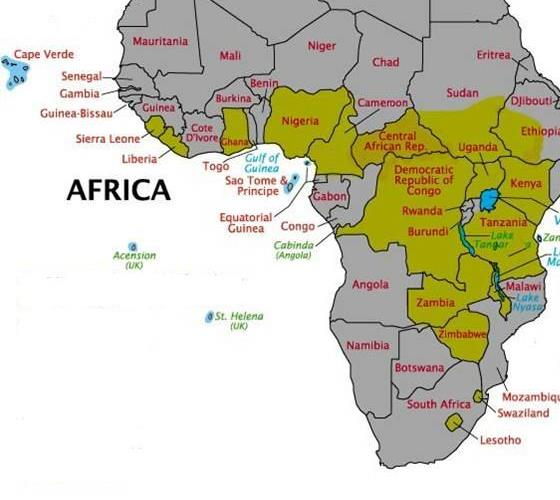 Mauritania
Mali
Niger
Chad
Eritrea
Sudan
Djibouti
Ethiopia
Cape Verde
Senegal
Gambia
Guinea-Bissau
Guinea
Sierra Leone
Liberia
Burkina
Benin
Cote
D'Ivore
Ghana
Togo
Nigeria
Cameroon
Central
African Rep.
Uganda
Kenya
Gulf of
Guinea
Sao Tome &
Principe
Equatorial
Guinea
Gabon
Congo
Cabinda
(Angola)
Democratic
Republic of
Congo
Rwanda
Burundi
Tanzania
Lake
AFRICA
Acension
(UK)
St. Helena
(UK)
Angola
Zambia
Malawi
Lake
Nyasa
Zimbabwe
Namibia
Botswana
Mozambiqu
South Africa
Swaziland
Lesotho